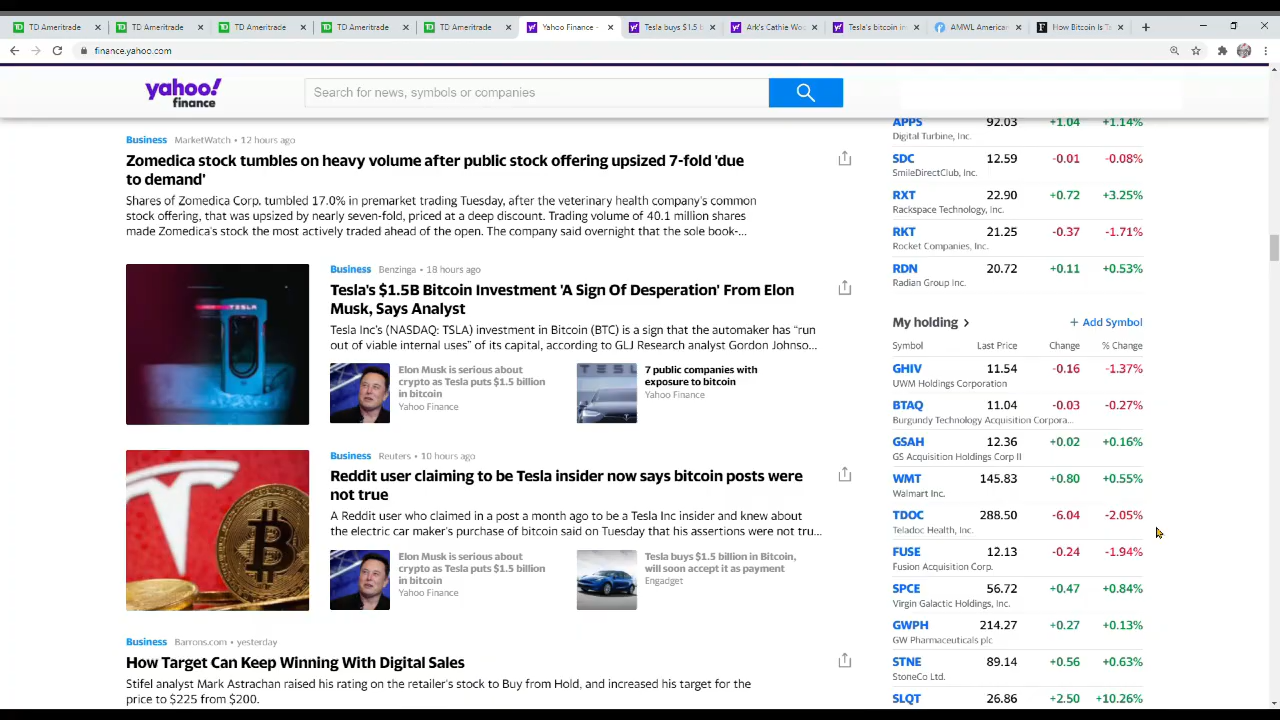 TD Ameritrade
TD Ameritrade
TD Ameritrade
TD Ameritrade
TD Ameritrade
Yahoo Finance -
Tesla buys $1.5 b
Ark's Cathie Woo
Tesla's bitcoin in
AMWL America
How Bitcoin Is T
finance.yahoo.com
yahoo!
finance
Search for news, symbols or companies
Business MarketWatch • 12 hours ago
Zomedica stock tumbles on heavy volume after public stock offering upsized 7-fold 'due
to demand'
Shares of Zomedica Corp. tumbled 17.0% in premarket trading Tuesday, after the veterinary health company's common
stock offering, that was upsized by nearly seven-fold, priced at a deep discount. Trading volume of 40.1 million shares
made Zomedica's stock the most actively traded ahead of the open. The company said overnight that the sole book-...
TESLA
Business Benzinga • 18 hours ago
Tesla's $1.5B Bitcoin Investment 'A Sign Of Desperation' From Elon
Musk, Says Analyst
Tesla Inc's (NASDAQ: TSLA) investment in Bitcoin (BTC) is a sign that the automaker has "run
out of viable internal uses" of its capital, according to GLJ Research analyst Gordon Johnso...
Elon Musk is serious about
crypto as Tesla puts $1.5 billion
in bitcoin
Yahoo Finance
7 public companies with
exposure to bitcoin
Yahoo Finance
Business Reuters • 10 hours ago
Reddit user claiming to be Tesla insider now says bitcoin posts were
not true
A Reddit user who claimed in a post a month ago to be a Tesla Inc insider and knew about
the electric car maker's purchase of bitcoin said on Tuesday that his assertions were not tru...
Elon Musk is serious about
crypto as Tesla puts $1.5 billion
in bitcoin
Yahoo Finance
Tesla buys $1.5 billion in Bitcoin,
will soon accept it as payment
Engadget
Business Barrons.com • yesterday
How Target Can Keep Winning With Digital Sales
Stifel analyst Mark Astrachan raised his rating on the retailer's stock to Buy from Hold, and increased his target for the
price to $225 from $200.
APPS 92.03 +1.04 +1.14%
Digital Turbine, Inc.
SDC 12.59 -0.01 -0.08%
SmileDirectClub, Inc.
RXT 22.90 +0.72 +3.25%
Rackspace Technology, Inc.
RKT 21.25 -0.37 -1.71%
Rocket Companies, Inc.
RDN 20.72 +0.11 +0.53%
Radian Group Inc.
My holding > + Add Symbol
Symbol Last Price Change % Change
GHIV 11.54 -0.16 -1.37%
UWM Holdings Corporation
BTAQ 11.04 -0.03 -0.27%
Burgundy Technology Acquisition Corpora...
GSAH 12.36 +0.02 +0.16%
GS Acquisition Holdings Corp II
WMT 145.83 +0.80 +0.55%
Walmart Inc.
TDOC 288.50 -6.04 -2.05%
Teladoc Health, Inc.
FUSE 12.13 -0.24 -1.94%
Fusion Acquisition Corp.
SPCE 56.72 +0.47 +0.84%
Virgin Galactic Holdings, Inc.
GWPH 214.27 +0.27 +0.13%
GW Pharmaceuticals plc
STNE 89.14 +0.56 +0.63%
StoneCo Ltd.
SLQT 26.86 +2.50 +10.26%